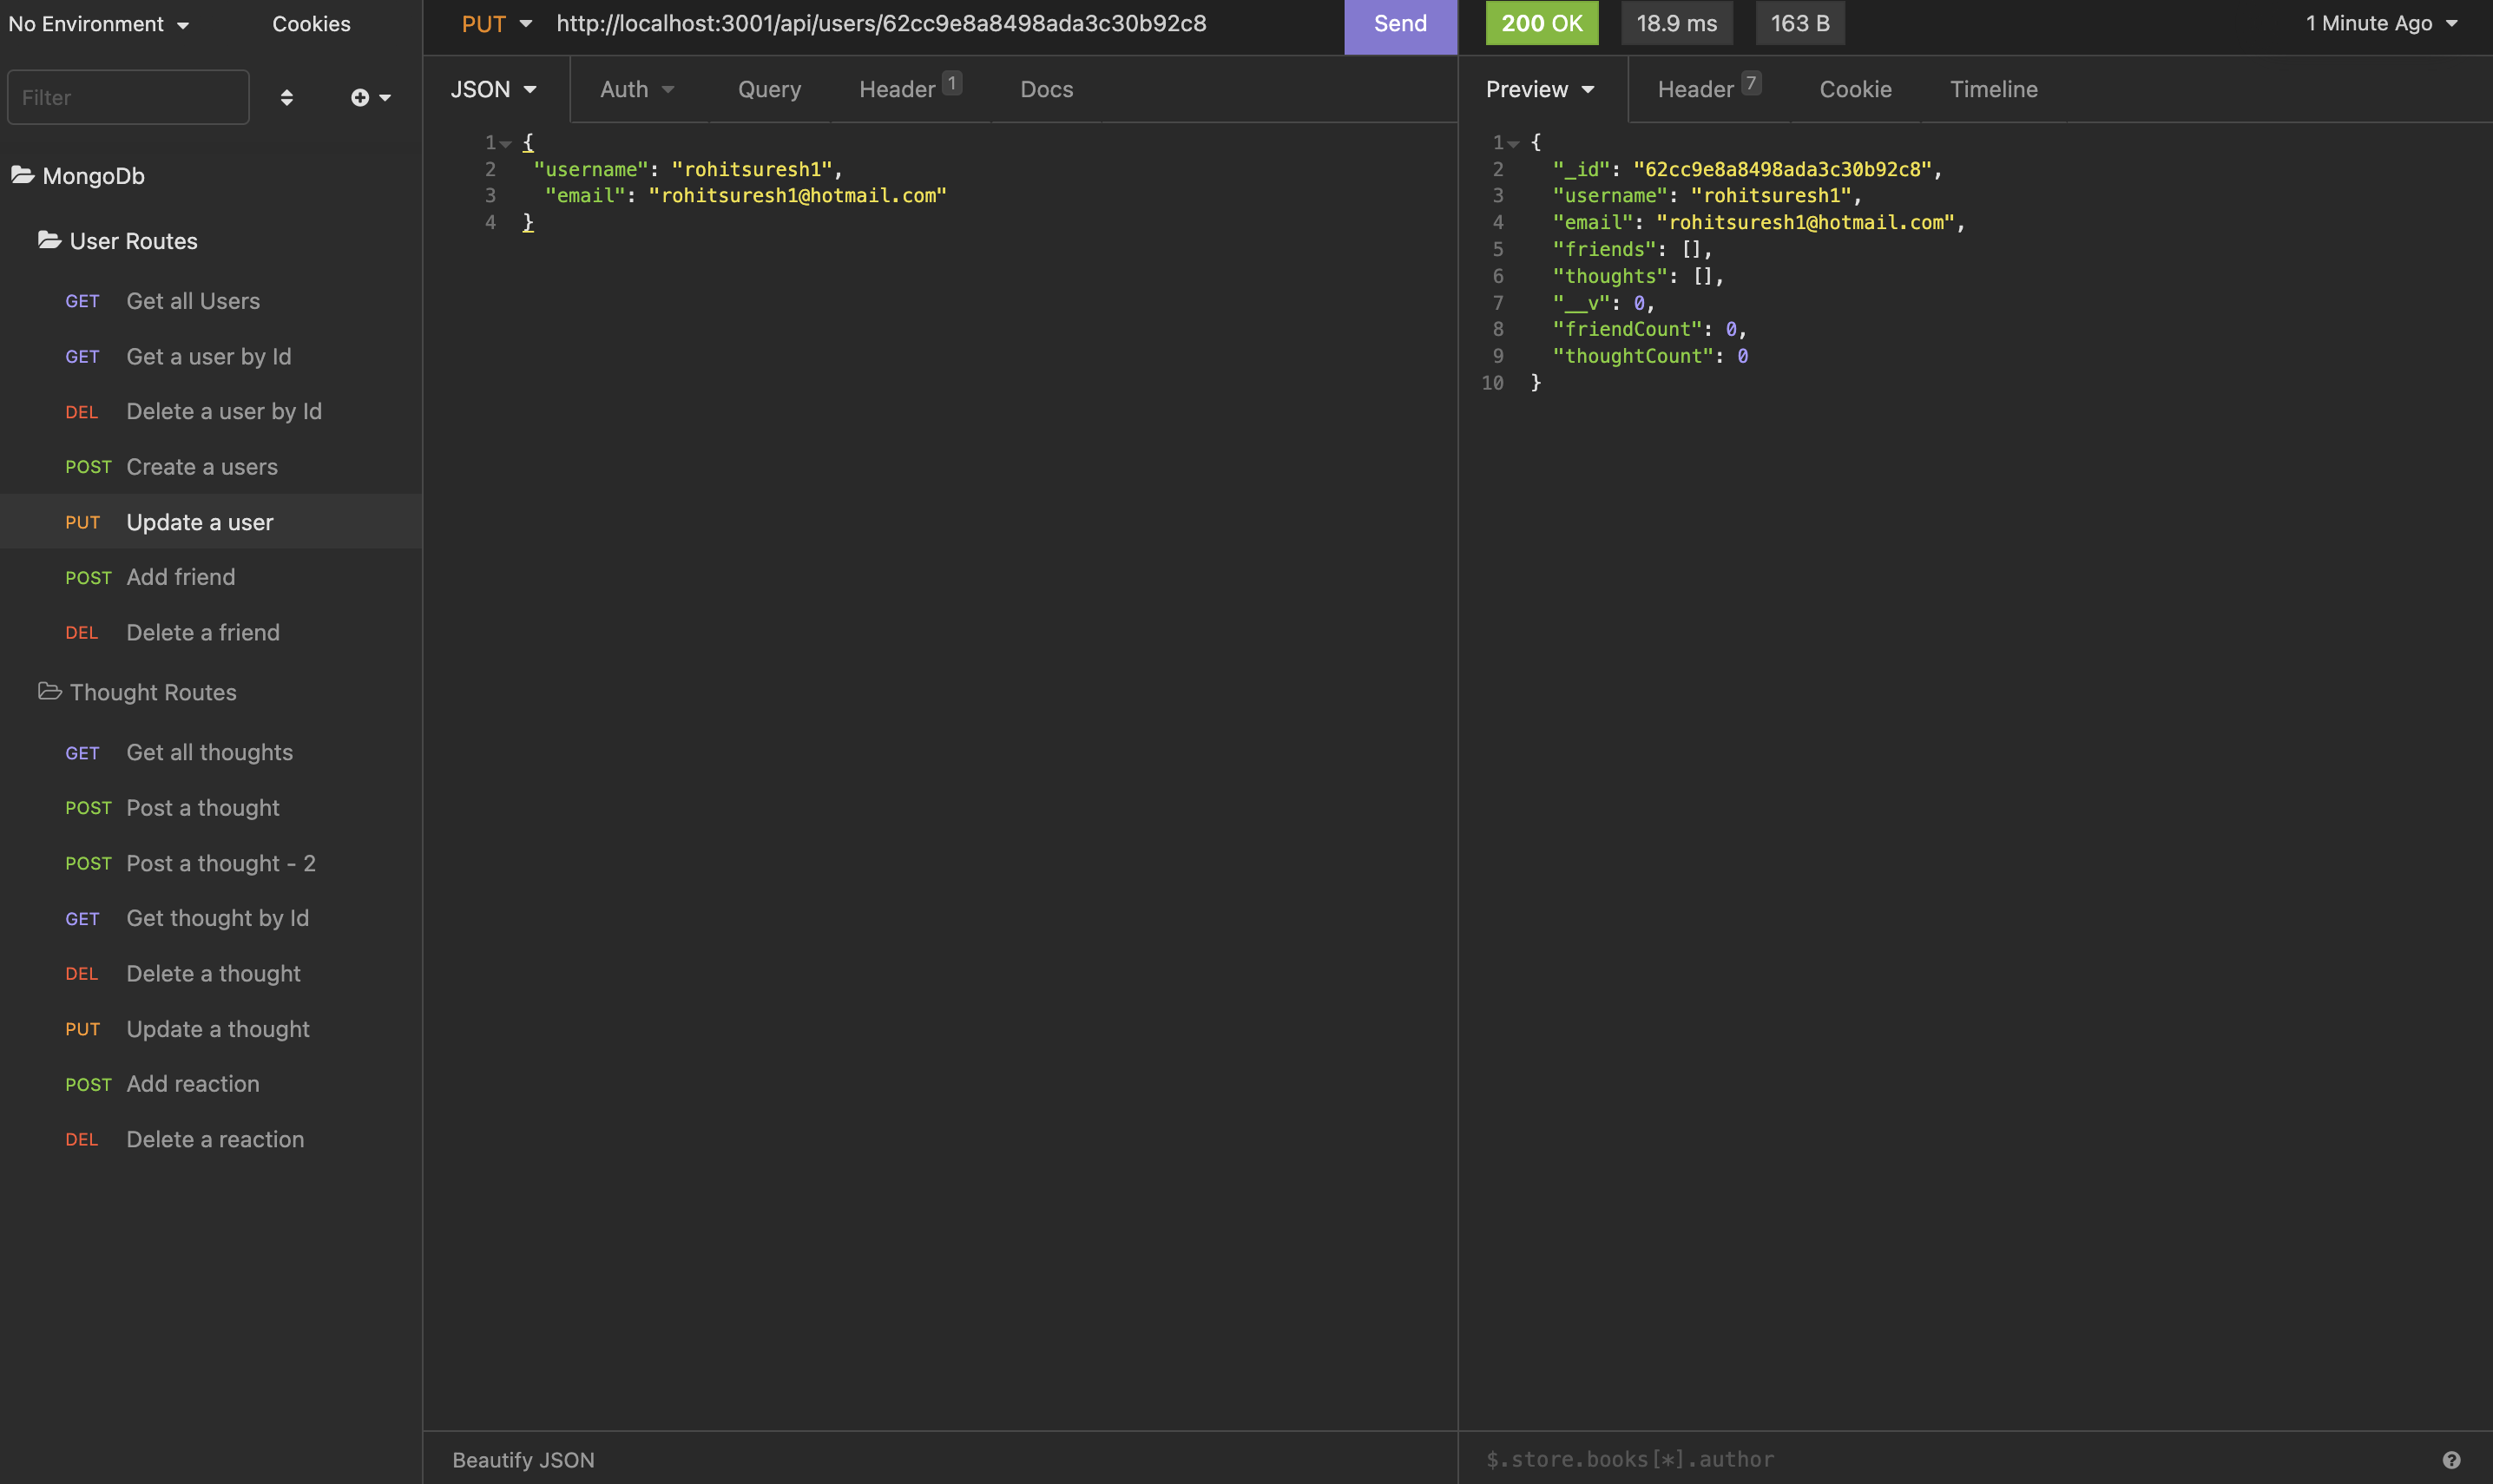 No Environment
Cookies
Filter
MongoDb
User Routes
GET Get all Users
GET Get a user by Id
DEL Delete a user by Id
POST Create a users
PUT Update a user
POST Add friend
DEL Delete a friend
Thought Routes
GET Get all thoughts
POST Post a thought
POST Post a thought - 2
GET Get thought by Id
DEL Delete a thought
PUT Update a thought
POST Add reaction
DEL Delete a reaction
PUT http://localhost:3001/api/users/62cc9e8a8498ada3c30b92c8 Send
JSON Auth Query Header 1 Docs
1 {
2 "username": "rohitsuresh1",
3 "email": "rohitsuresh1@hotmail.com"
4 }
Beautify JSON
200 OK 18.9 ms 163 B 1 Minute Ago
Preview Header 7 Cookie Timeline
1 {
2 "_id": "62cc9e8a8498ada3c30b92c8",
3 "username": "rohitsuresh1",
4 "email": "rohitsuresh1@hotmail.com",
5 "friends": [],
6 "thoughts": [],
7 "__v": 0,
8 "friendCount": 0,
9 "thoughtCount": 0
10 }
$.store.books[*].author
?